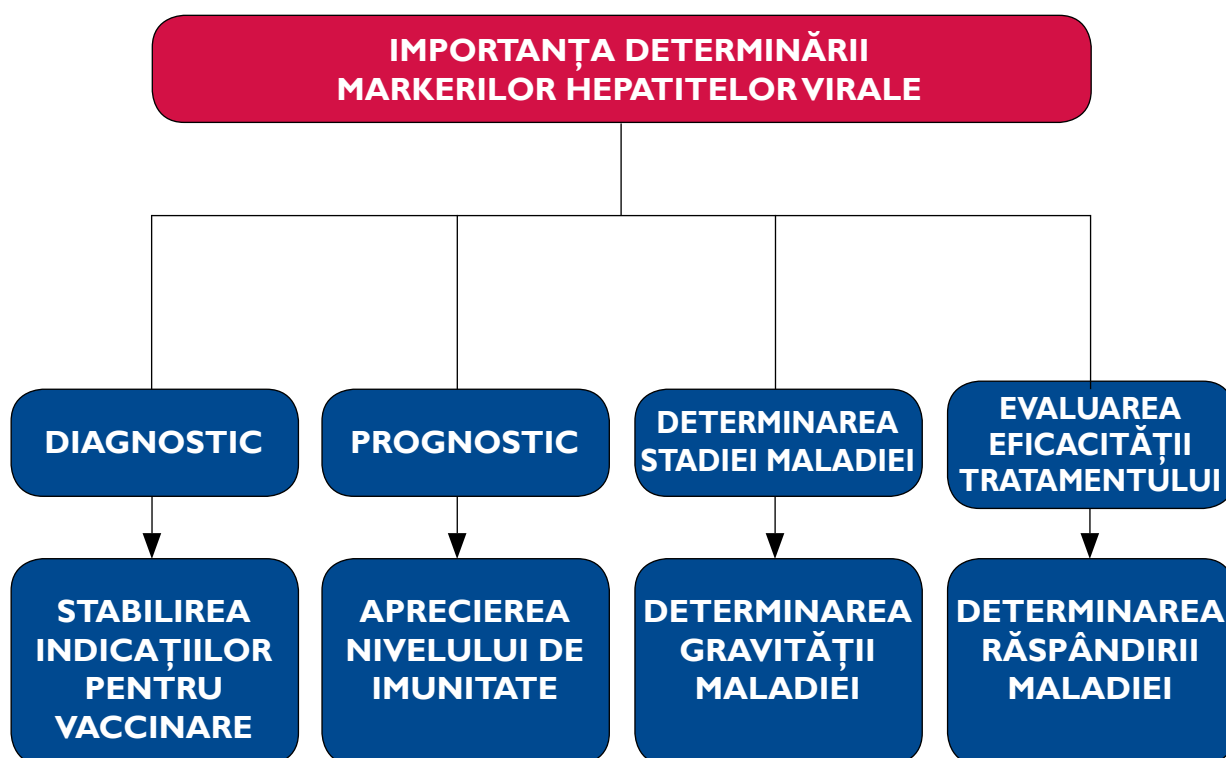 IMPORTANȚA DETERMINĂRII
MARKERILOR HEPATITELOR VIRALE
DIAGNOSTIC
PROGNOSTIC
DETERMINAREA
STADIEI MALADIEI
EVALUAREA
EFICACITĂȚII
TRATAMENTULUI
STABILIREA
INDICAȚIILOR
PENTRU
VACCINARE
APRECIEREA
NIVELULUI DE
IMUNITATE
DETERMINAREA
GRAVITĂȚII
MALADIEI
DETERMINAREA
RĂSPÂNDIRII
MALADIEI